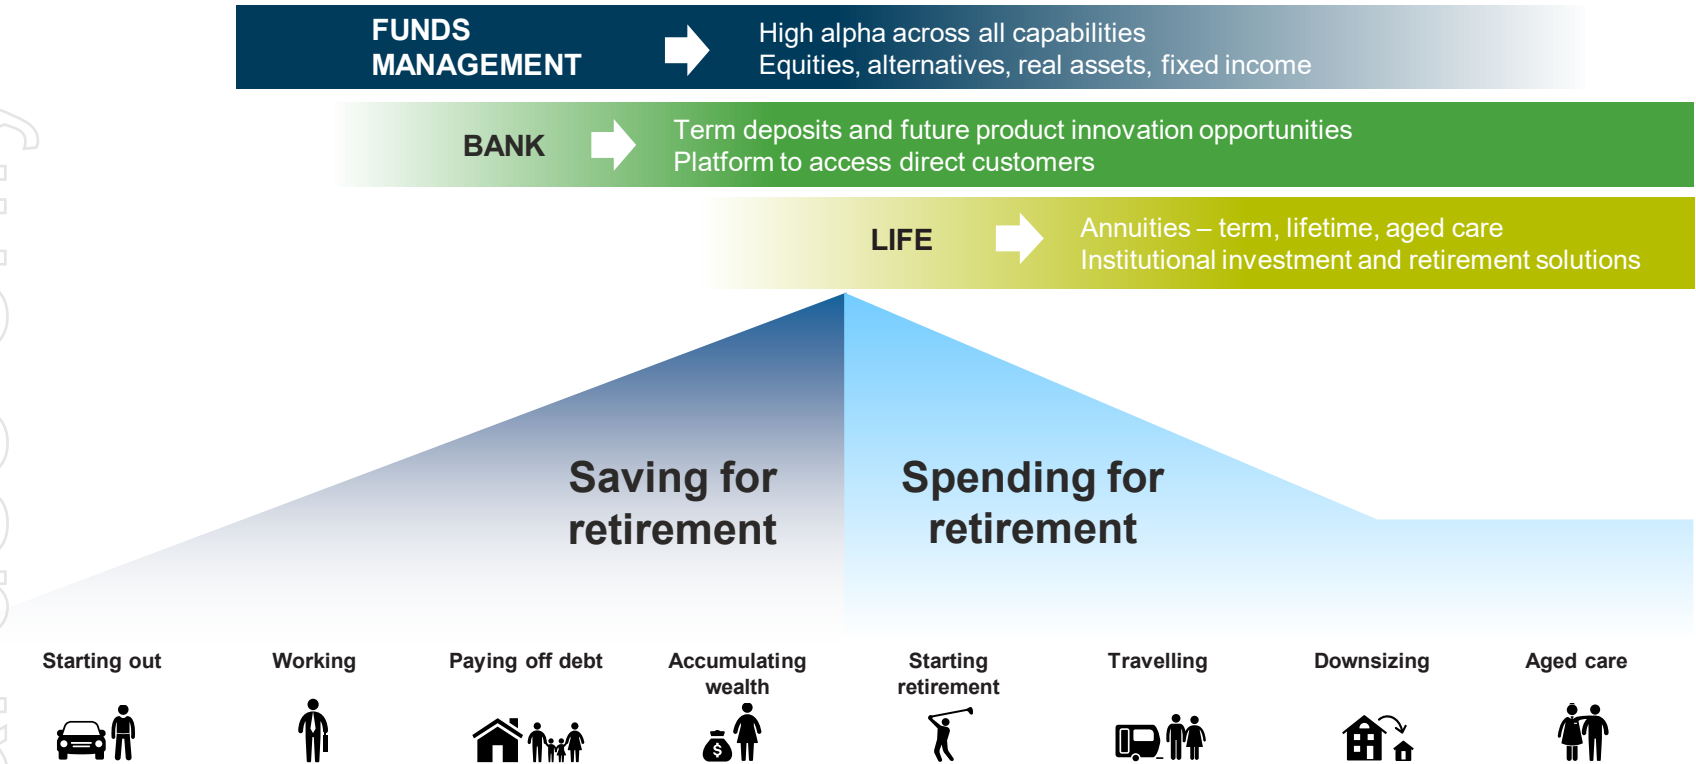 FUNDS
MANAGEMENT
High alpha across all capabilities
Equities, alternatives, real assets, fixed income
BANK
Term deposits and future product innovation opportunities
Platform to access direct customers
LIFE
Annuities – term, lifetime, aged care
Institutional investment and retirement solutions
Saving for
retirement
Spending for
retirement
Starting out
Working
Paying off debt
Accumulating
wealth
Starting
retirement
Travelling
Downsizing
Aged care
$